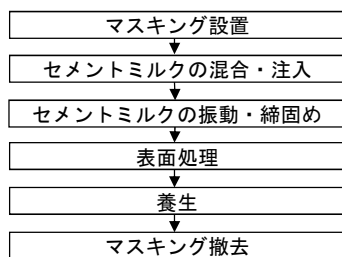 マスキング設置
セメントミルクの混合・注入
セメントミルクの振動・締固め
表面処理
養生
マスキング撤去